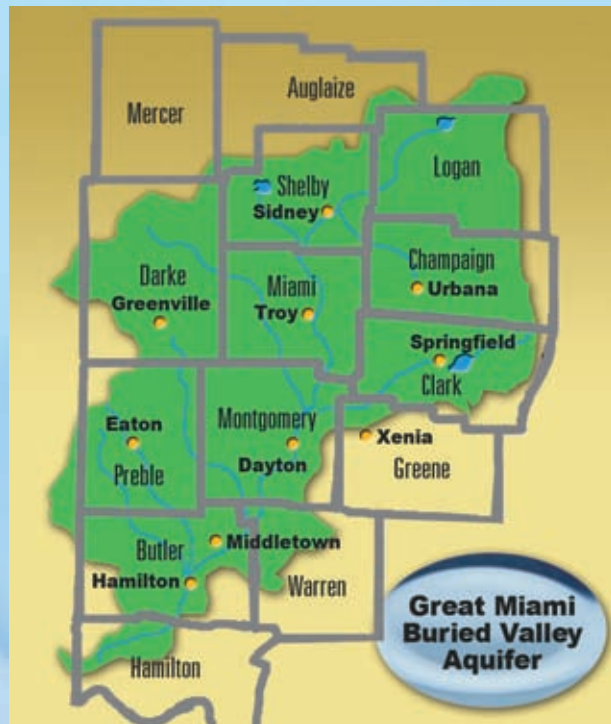 Auglaize
Mercer
Logan
Shelby
Sidney
Champaign
Darke
Miami
Urbana
Greenville
Troy
Springfield
Clark
Eaton
Montgomery
Xenia
Preble
Dayton
Greene
Butler
Middletown
Hamilton
Warren
Hamilton
Great Miami
Buried Valley
Aquifer